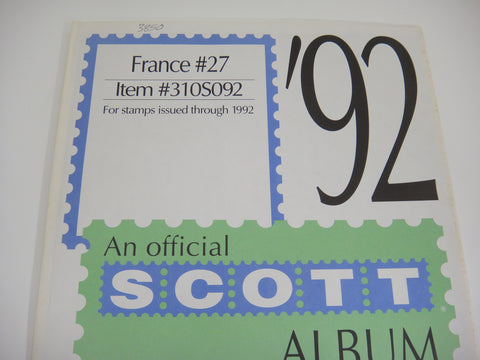 3850
France #27
Item #310S092
For stamps issued through 1992
'92
An official
SCOTT
ALBUM